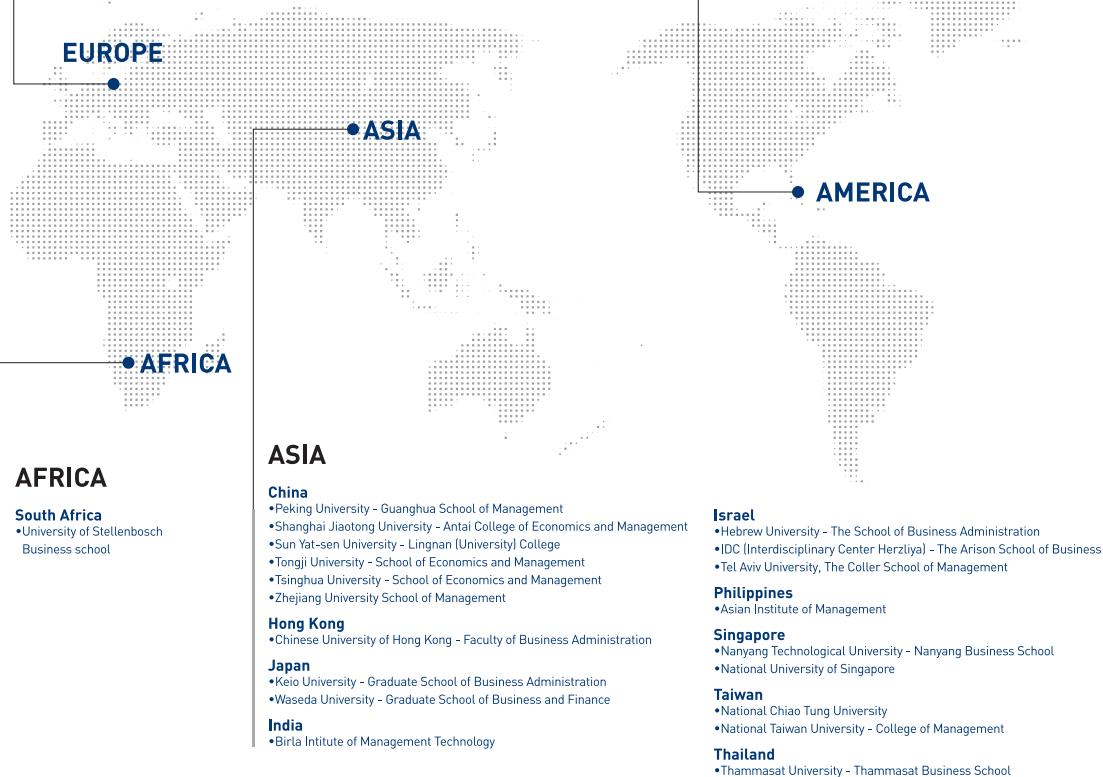 EUROPE
ASIA
AMERICA
AFRICA
AFRICA
South Africa
•University of Stellenbosch
Business school
ASIA
China
•Peking University - Guanghua School of Management
•Shanghai Jiaotong University - Antai College of Economics and Management
•Sun Yat-sen University - Lingnan (University) College
•Tongji University - School of Economics and Management
•Tsinghua University - School of Economics and Management
•Zhejiang University School of Management
Hong Kong
•Chinese University of Hong Kong - Faculty of Business Administration
Japan
•Keio University - Graduate School of Business Administration
•Waseda University - Graduate School of Business and Finance
India
•Birla Intitute of Management Technology
Israel
•Hebrew University - The School of Business Administration
•IDC (Interdisciplinary Center Herzliya) - The Arison School of Business
•Tel Aviv University, The Coller School of Management
Philippines
•Asian Institute of Management
Singapore
•Nanyang Technological University - Nanyang Business School
•National University of Singapore
Taiwan
•National Chiao Tung University
•National Taiwan University - College of Management
Thailand
•Thammasat University - Thammasat Business School